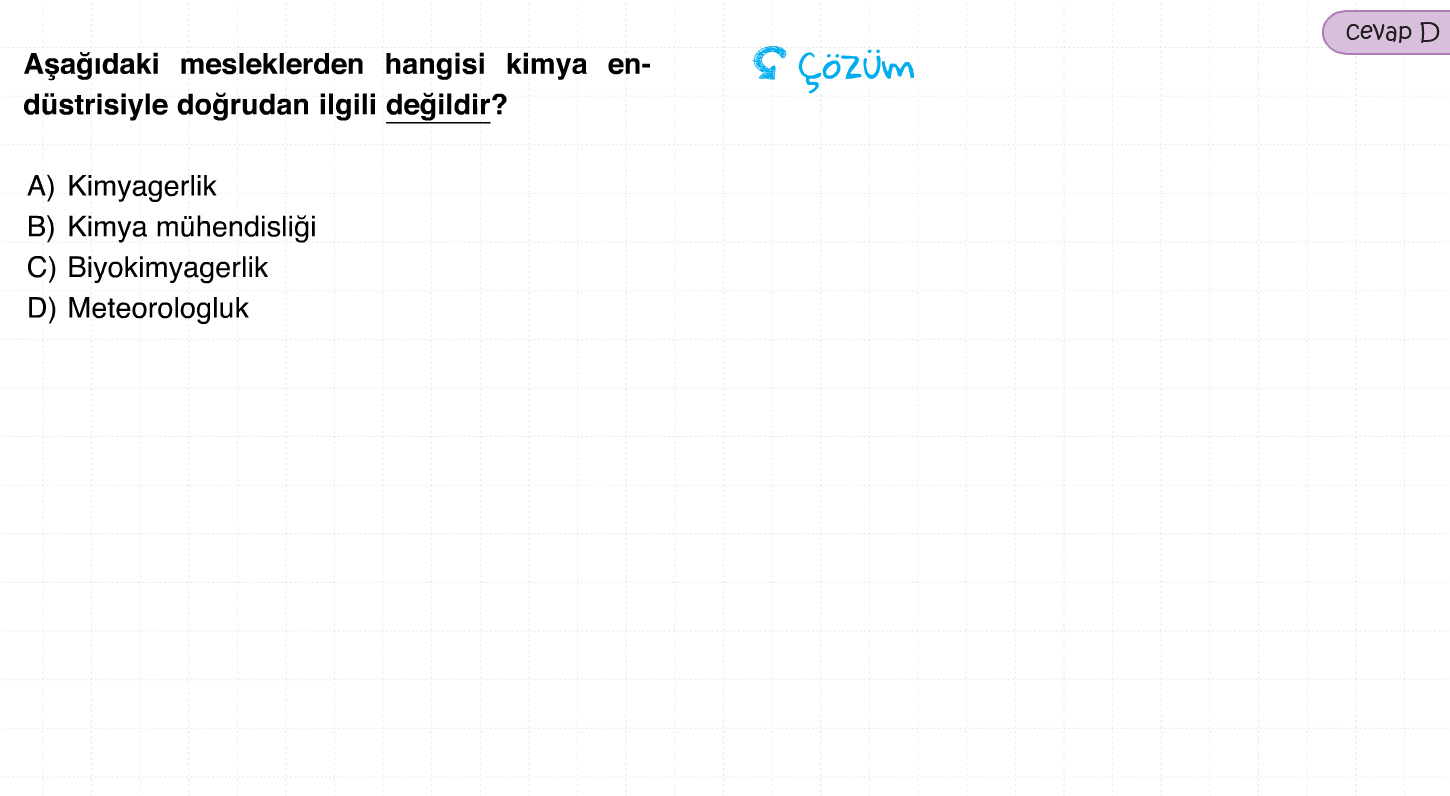 Aşağıdaki mesleklerden hangisi kimya en-
düstrisiyle doğrudan ilgili değildir?
A) Kimyagerlik
B) Kimya mühendisliği
C) Biyokimyagerlik
D) Meteorologluk
Çözüm
cevap D